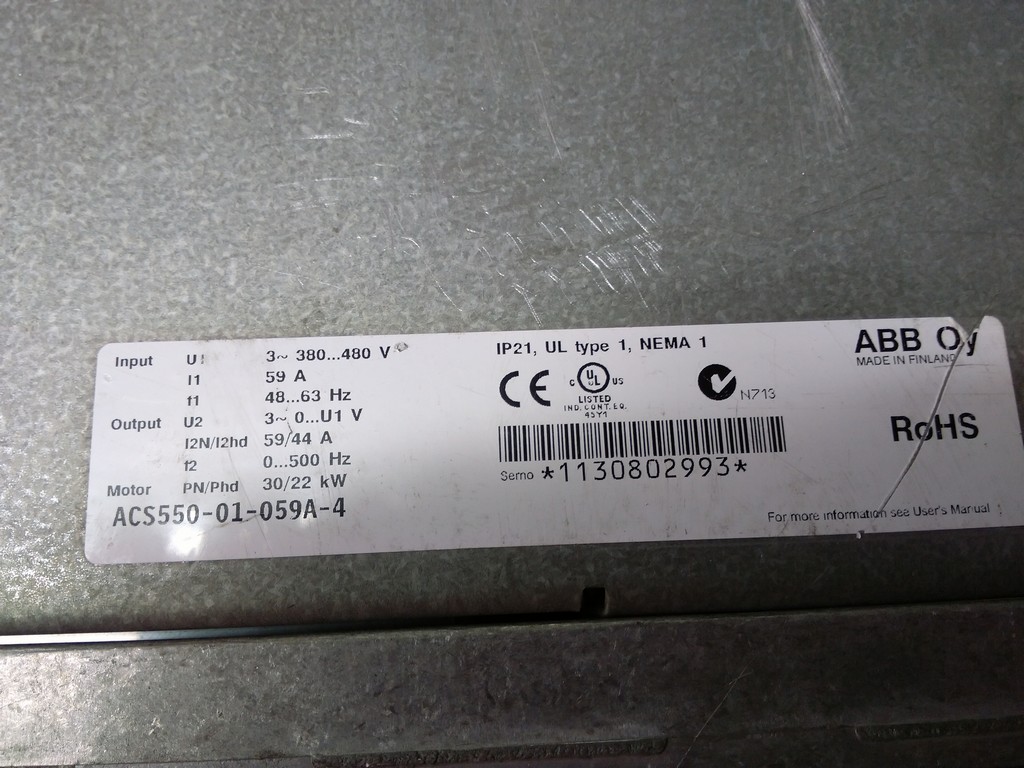 Input U1 3~ 380...480 V
I1 59 A
f1 48...63 Hz
Output U2 3~ 0...U1 V
I2N/I2hd 59/44 A
f2 0...500 Hz
Motor PN/Phd 30/22 kW
ACS550-01-059A-4
IP21, UL type 1, NEMA 1
CE
C UL US
LISTED
IND. CONT. EQ.
45Y1
N713
Serno *1130802993*
ABB Oy
MADE IN FINLAND
RoHS
For more information see User's Manual